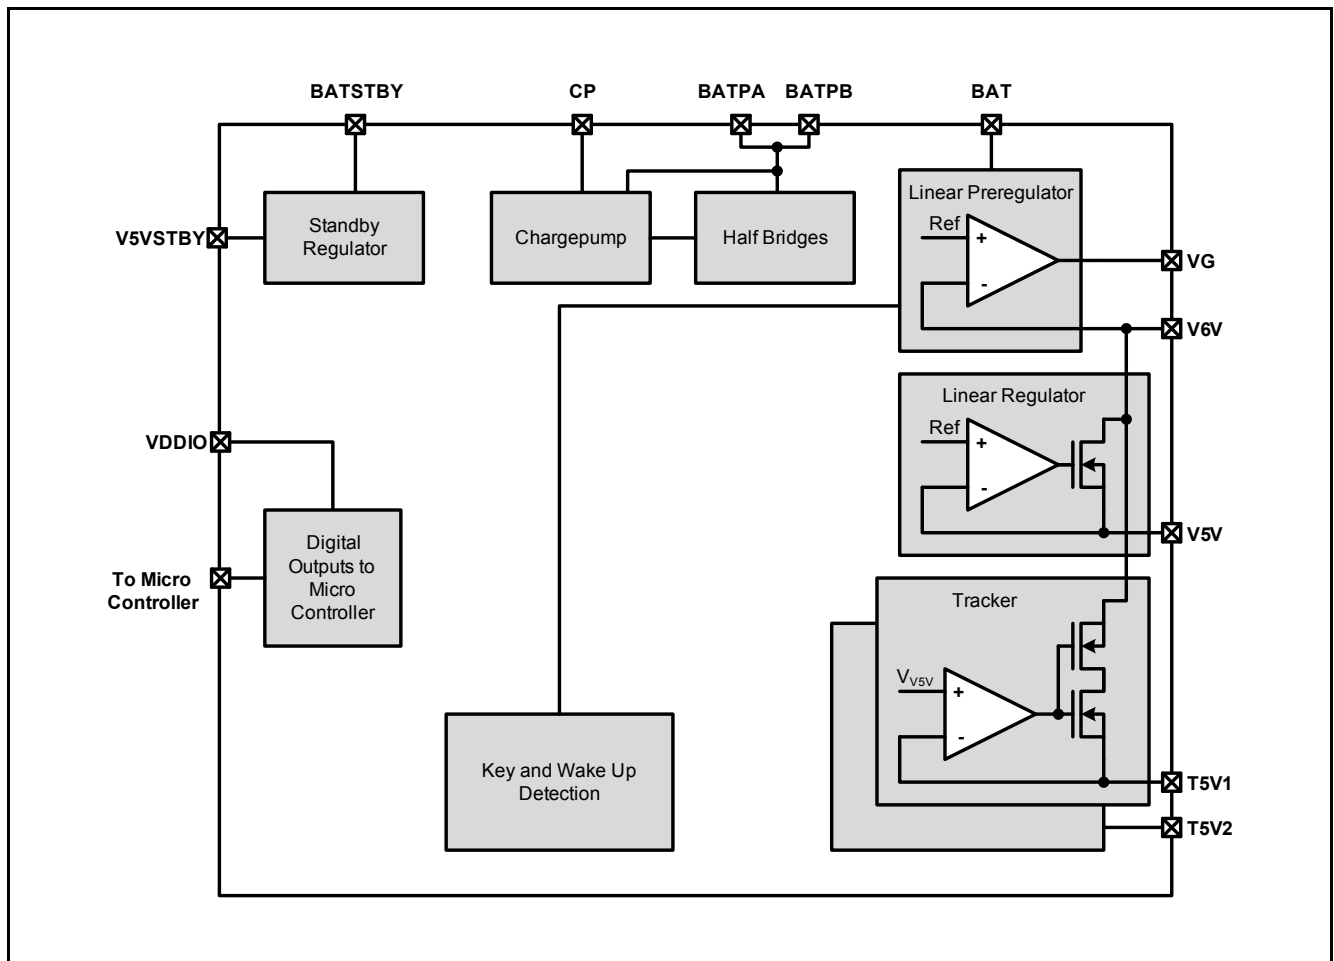 BATSTBY
CP
BATPA
BATPB
BAT
Linear Preregulator
Ref
+
-
VG
V6V
V5VSTBY
Standby
Regulator
Chargepump
Half Bridges
Linear Regulator
Ref
+
-
V5V
VDDIO
Digital
Outputs to
Micro
Controller
To Micro
Controller
Tracker
VV5V
+
-
T5V1
T5V2
Key and Wake Up
Detection